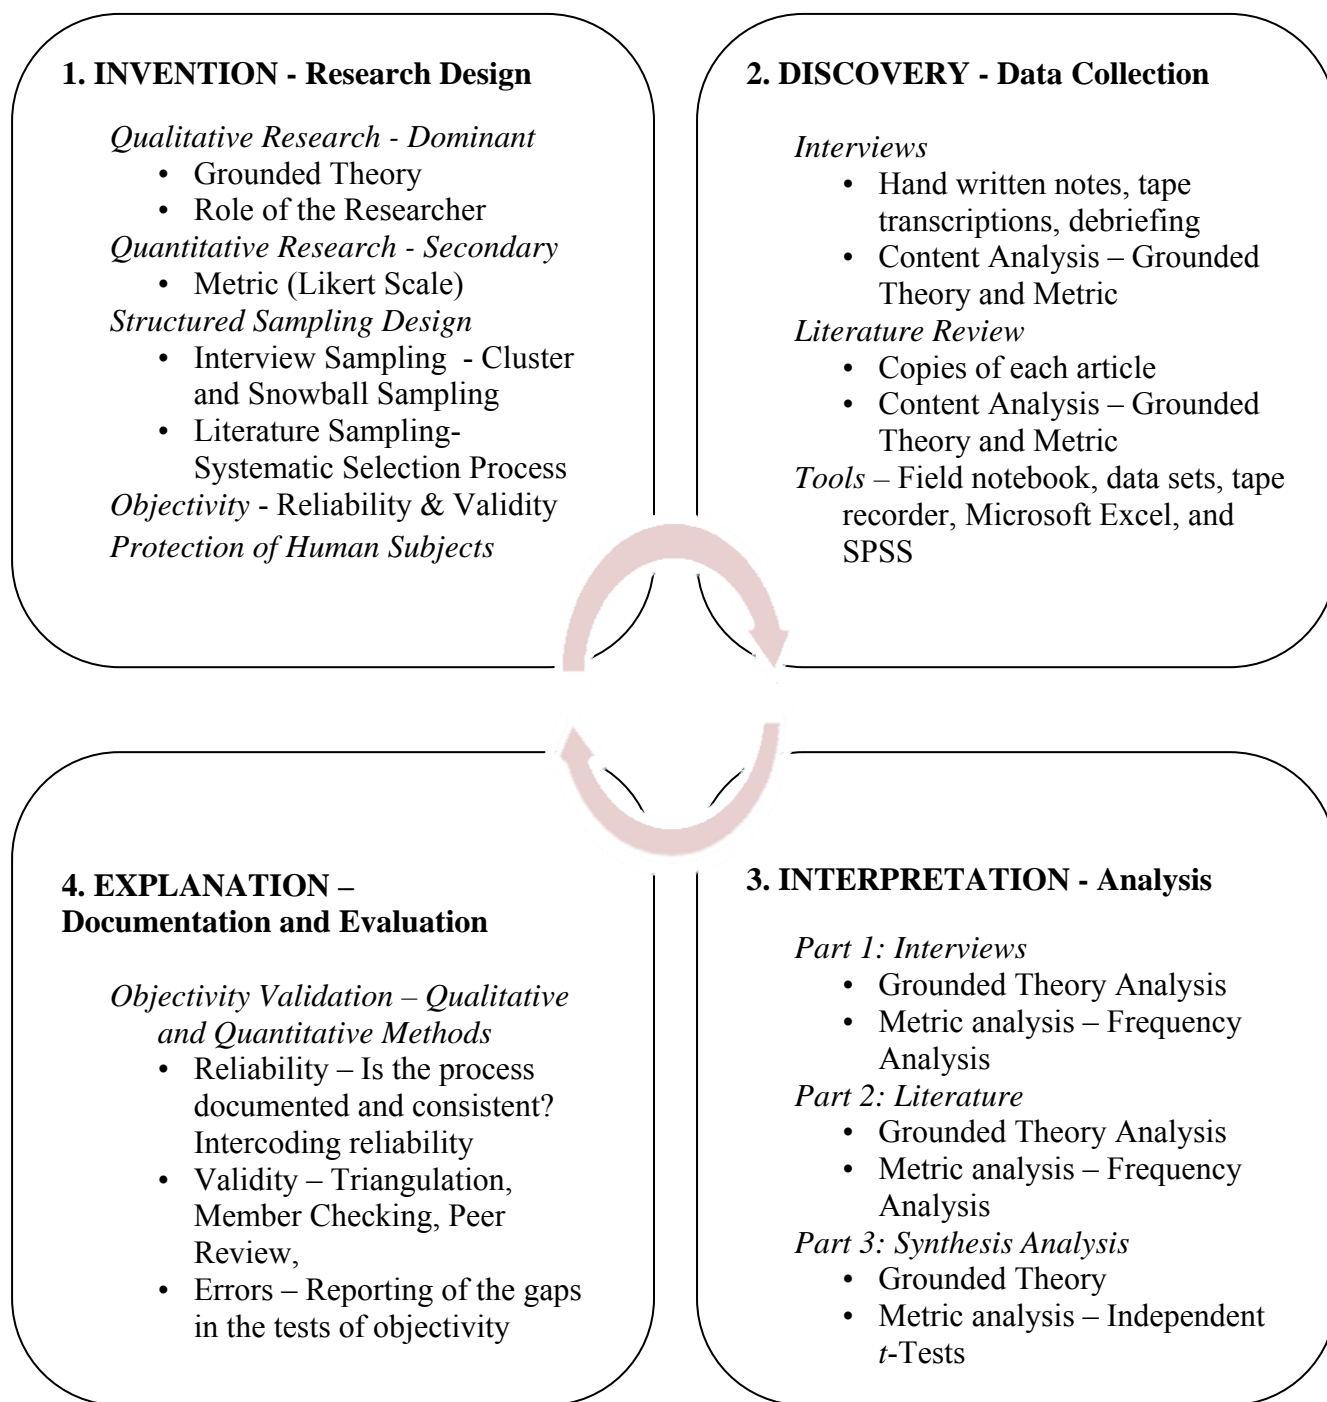 1. INVENTION - Research Design
Qualitative Research - Dominant
• Grounded Theory
• Role of the Researcher
Quantitative Research - Secondary
• Metric (Likert Scale)
Structured Sampling Design
• Interview Sampling - Cluster
and Snowball Sampling
• Literature Sampling-
Systematic Selection Process
Objectivity - Reliability & Validity
Protection of Human Subjects
2. DISCOVERY - Data Collection
Interviews
• Hand written notes, tape
transcriptions, debriefing
• Content Analysis – Grounded
Theory and Metric
Literature Review
• Copies of each article
• Content Analysis – Grounded
Theory and Metric
Tools – Field notebook, data sets, tape
recorder, Microsoft Excel, and
SPSS
3. INTERPRETATION - Analysis
Part 1: Interviews
• Grounded Theory Analysis
• Metric analysis – Frequency
Analysis
Part 2: Literature
• Grounded Theory Analysis
• Metric analysis – Frequency
Analysis
Part 3: Synthesis Analysis
• Grounded Theory
• Metric analysis – Independent
t-Tests
4. EXPLANATION –
Documentation and Evaluation
Objectivity Validation – Qualitative
and Quantitative Methods
• Reliability – Is the process
documented and consistent?
Intercoding reliability
• Validity – Triangulation,
Member Checking, Peer
Review,
• Errors – Reporting of the gaps
in the tests of objectivity